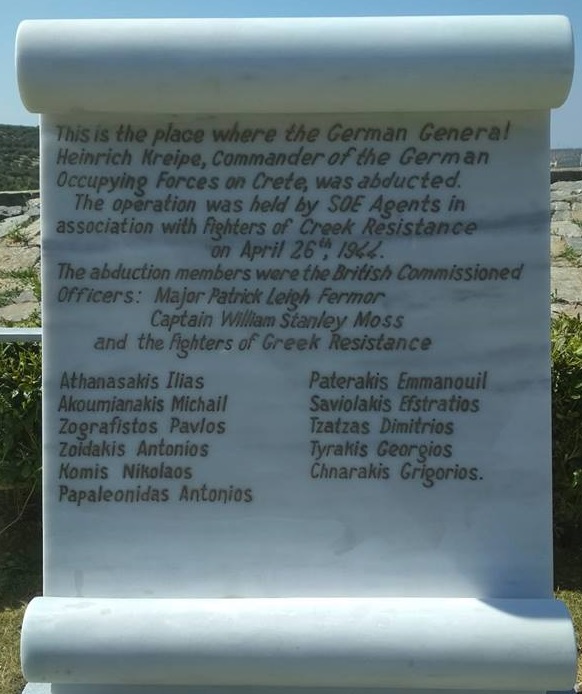 This is the place where the German General
Heinrich Kreipe, Commander of the German
Occupying Forces on Crete, was abducted.
The operation was held by SOE Agents in
association with fighters of Greek Resistance
on April 26th, 1944.
The abduction members were the British Commissioned
Officers: Major Patrick Leigh Fermor
Captain William Stanley Moss
and the fighters of Greek Resistance
Athanasakis Ilias
Akoumianakis Michail
Zografistos Pavlos
Zoidakis Antonios
Komis Nikolaos
Papaleonidas Antonios
Paterakis Emmanouil
Saviolakis Efstratios
Tzatzas Dimitrios
Tyrakis Georgios
Chnarakis Grigorios.